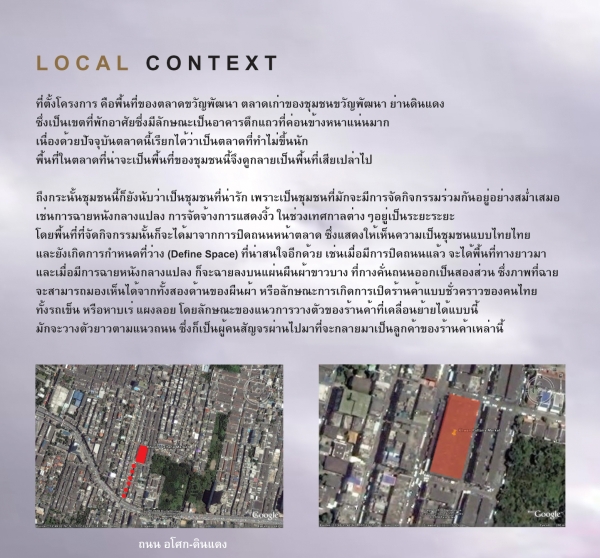 LOCAL CONTEXT
ที่ตั้งโครงการ คือพื้นที่ของตลาดขวัญพัฒนา ตลาดเก่าของชุมชนขวัญพัฒนา ย่านดินแดง
ซึ่งเป็นเขตที่พักอาศัยซึ่งมีลักษณะเป็นอาคารตึกแถวที่ค่อนข้างหนาแน่นมาก
เนื่องด้วยปัจจุบันตลาดนี้เรียกได้ว่าเป็นตลาดที่ทำไม่ขึ้นนัก
พื้นที่ในตลาดที่น่าจะเป็นพื้นที่ของชุมชนนี้จึงดูกลายเป็นพื้นที่เสียเปล่าไป
ถึงกระนั้นชุมชนนี้ก็ยังนับว่าเป็นชุมชนที่น่ารัก เพราะเป็นชุมชนที่มักจะมีการจัดกิจกรรมร่วมกันอยู่อย่างสม่ำเสมอ
เช่นการฉายหนังกลางแปลง การจัดจ้างการแสดงงิ้ว ในช่วงเทศกาลต่าง ๆอยู่เป็นระยะระยะ
โดยพื้นที่ที่จัดกิจกรรมนั้นก็จะได้มาจากการปิดถนนหน้าตลาด ซึ่งแสดงให้เห็นความเป็นชุมชนแบบไทยไทย
และยังเกิดการกำหนดที่ว่าง (Define Space) ที่น่าสนใจอีกด้วย เช่นเมื่อมีการปิดถนนแล้ว จะได้พื้นที่ทางยาวมา
และเมื่อมีการฉายหนังกลางแปลง ก็จะฉายลงบนแผ่นผืนผ้าขาวบาง ที่กางคั่นถนนออกเป็นสองส่วน ซึ่งภาพที่ฉาย
จะสามารถมองเห็นได้จากทั้งสองด้านของผืนผ้า หรือลักษณะการเกิดการเปิดร้านค้าแบบชั่วคราวของคนไทย
ทั้งรถเข็น หรือหาบเร่ แผงลอย โดยลักษณะของแนวการวางตัวของร้านค้าที่เคลื่อนย้ายได้แบบนี้
มักจะวางตัวยาวตามแนวถนน ซึ่งก็เป็นผู้คนสัญจรผ่านไปมาที่จะกลายมาเป็นลูกค้าของร้านค้าเหล่านี้
Google
Google
ถนน อโศก-ดินแดง